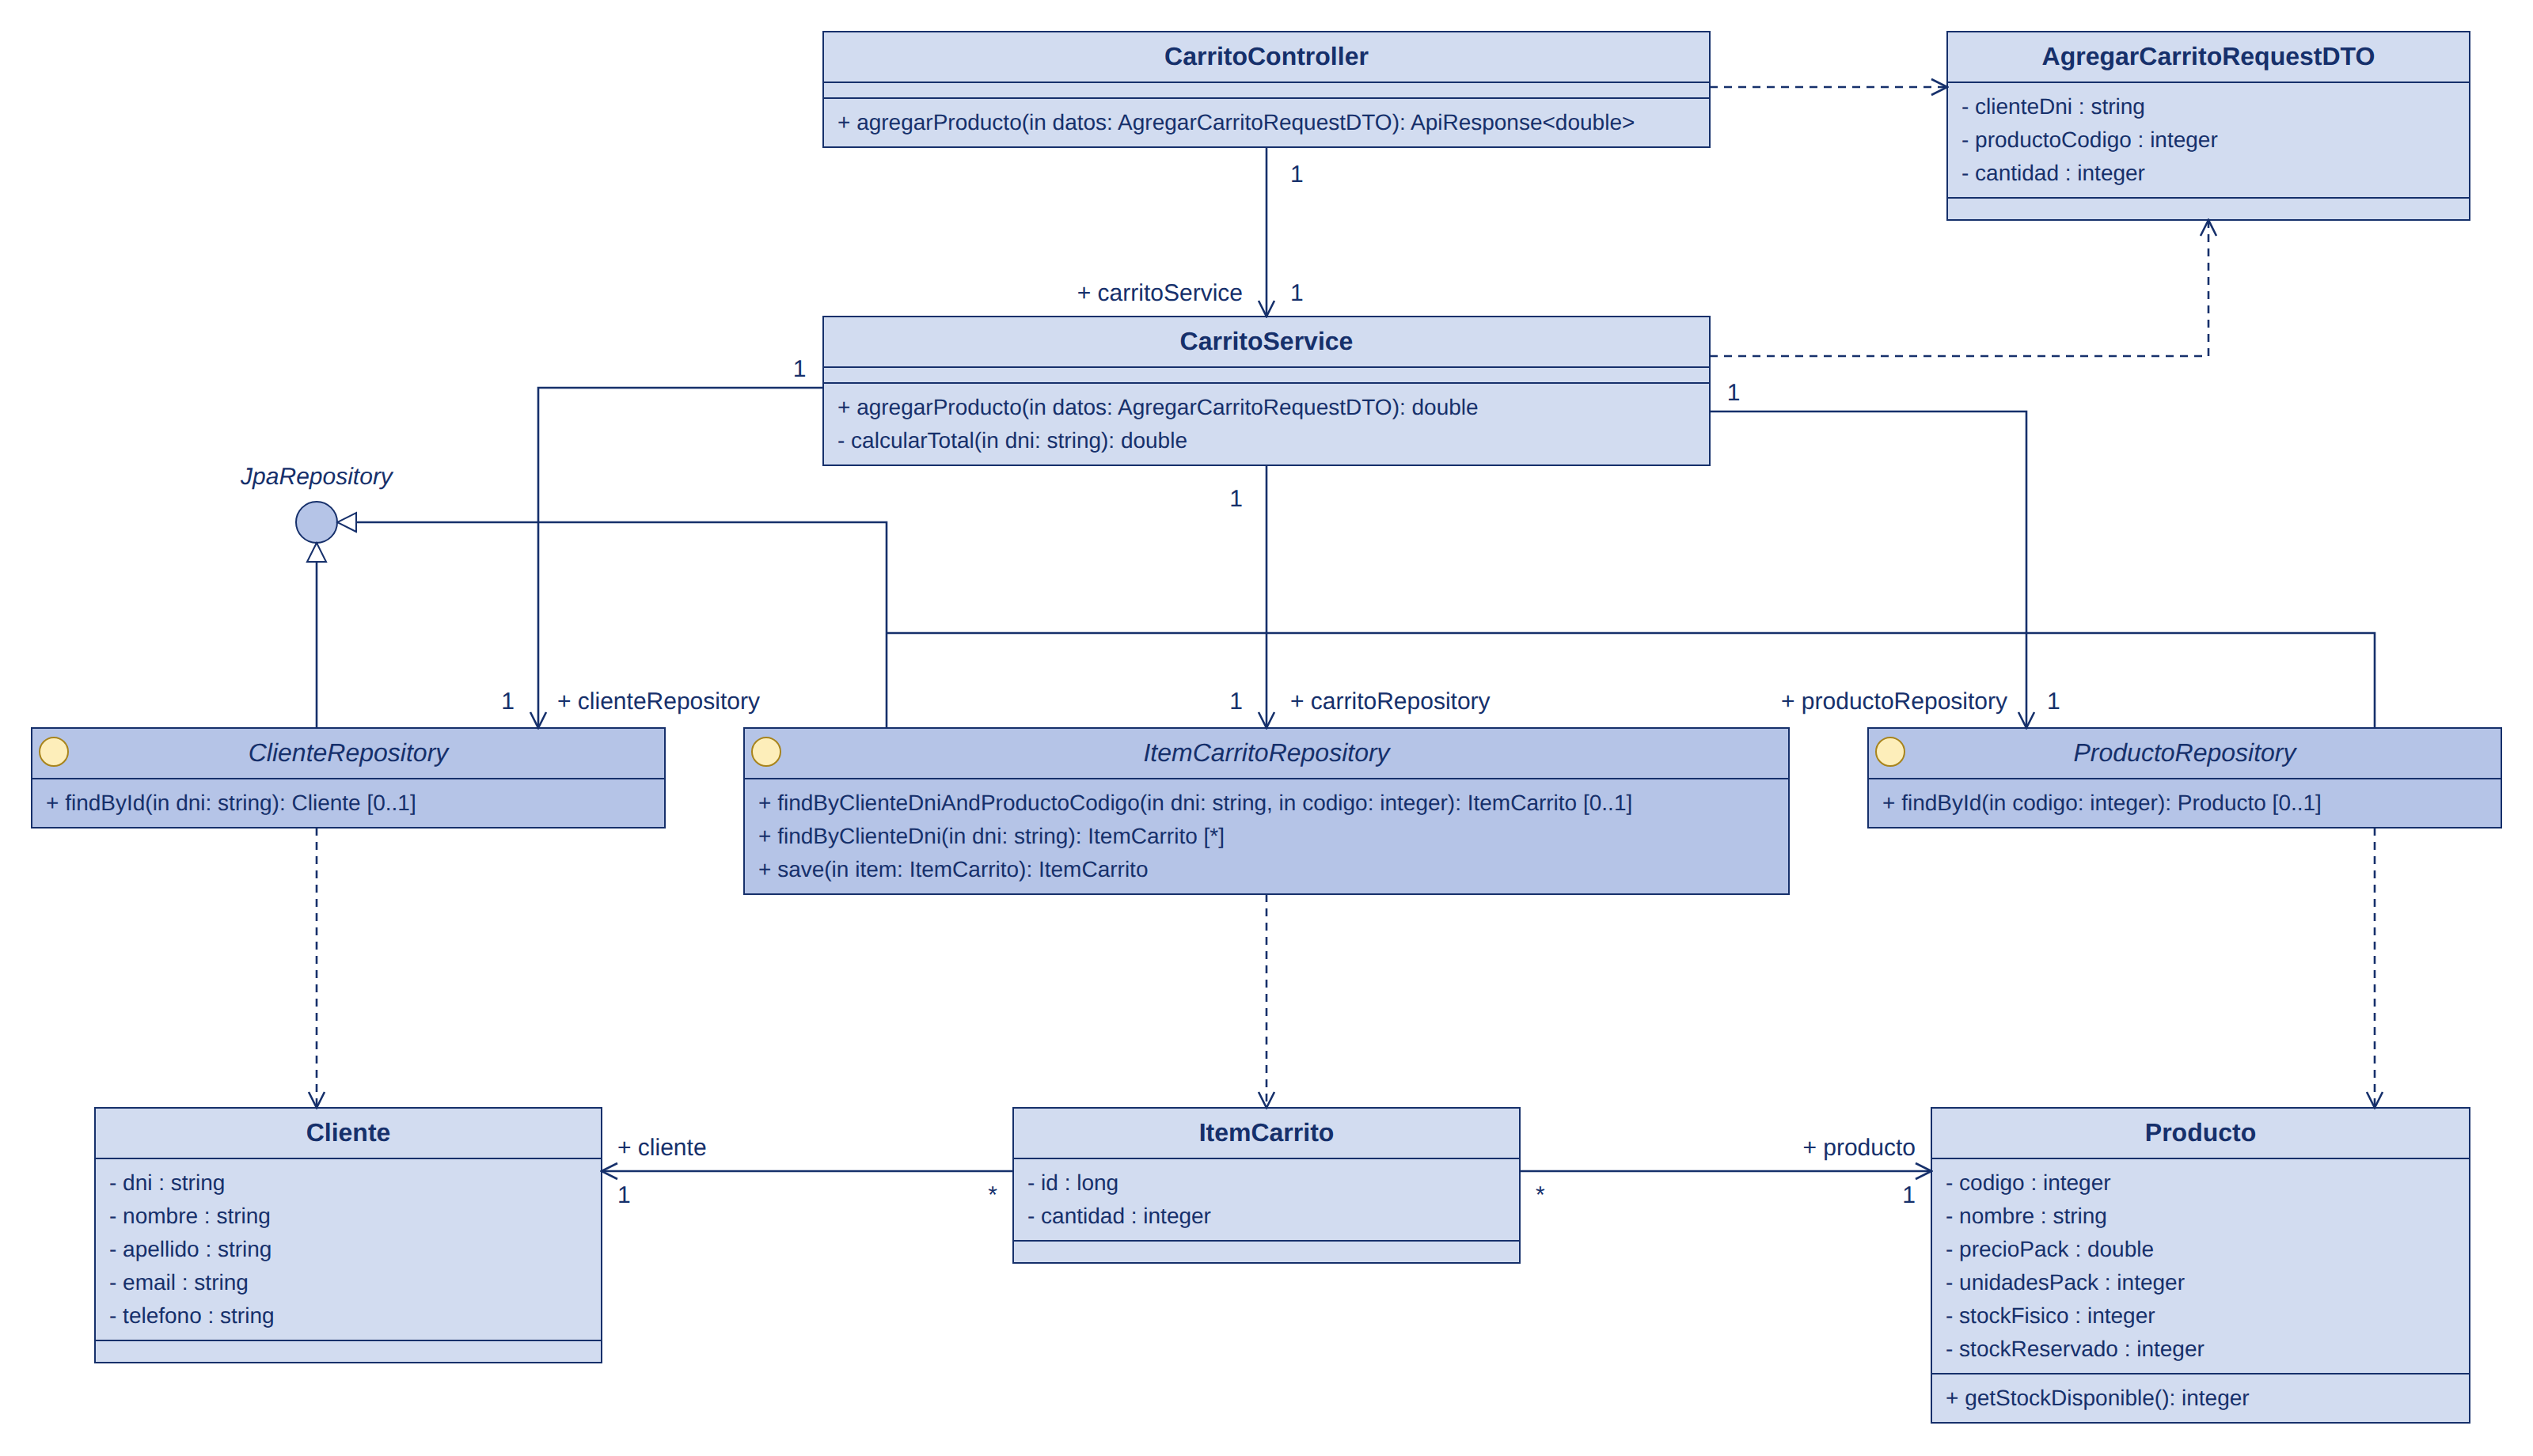 CarritoController
+ agregarProducto(in datos: AgregarCarritoRequestDTO): ApiResponse<double>
AgregarCarritoRequestDTO
- clienteDni : string
- productoCodigo : integer
- cantidad : integer
1
+ carritoService
1
CarritoService
+ agregarProducto(in datos: AgregarCarritoRequestDTO): double
- calcularTotal(in dni: string): double
1
1
1
JpaRepository
1
+ clienteRepository
1
+ carritoRepository
+ productoRepository
1
ClienteRepository
+ findById(in dni: string): Cliente [0..1]
ItemCarritoRepository
+ findByClienteDniAndProductoCodigo(in dni: string, in codigo: integer): ItemCarrito [0..1]
+ findByClienteDni(in dni: string): ItemCarrito [*]
+ save(in item: ItemCarrito): ItemCarrito
ProductoRepository
+ findById(in codigo: integer): Producto [0..1]
Cliente
- dni : string
- nombre : string
- apellido : string
- email : string
- telefono : string
+ cliente
1
*
ItemCarrito
- id : long
- cantidad : integer
*
+ producto
1
Producto
- codigo : integer
- nombre : string
- precioPack : double
- unidadesPack : integer
- stockFisico : integer
- stockReservado : integer
+ getStockDisponible(): integer